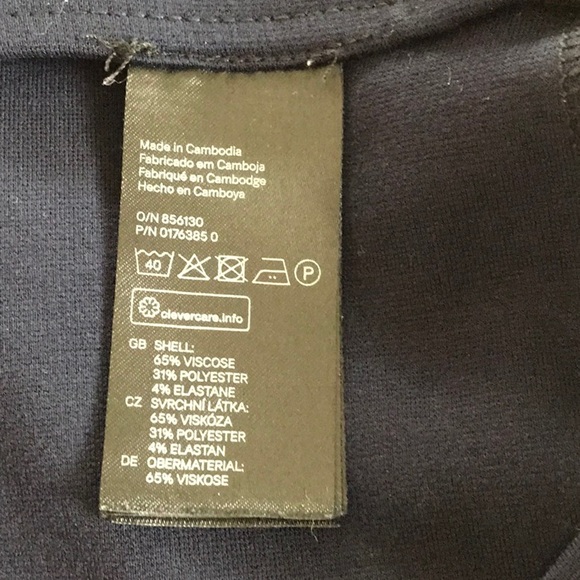 Made in Cambodia
Fabricado em Camboja
Fabriqué en Cambodge
Hecho en Camboya
O/N 856130
P/N 0176385 0
40 P
clevercare.info
GB SHELL:
65% VISCOSE
31% POLYESTER
4% ELASTANE
CZ SVRCHNÍ LÁTKA:
65% VISKÓZA
31% POLYESTER
4% ELASTAN
DE OBERMATERIAL:
65% VISKOSE